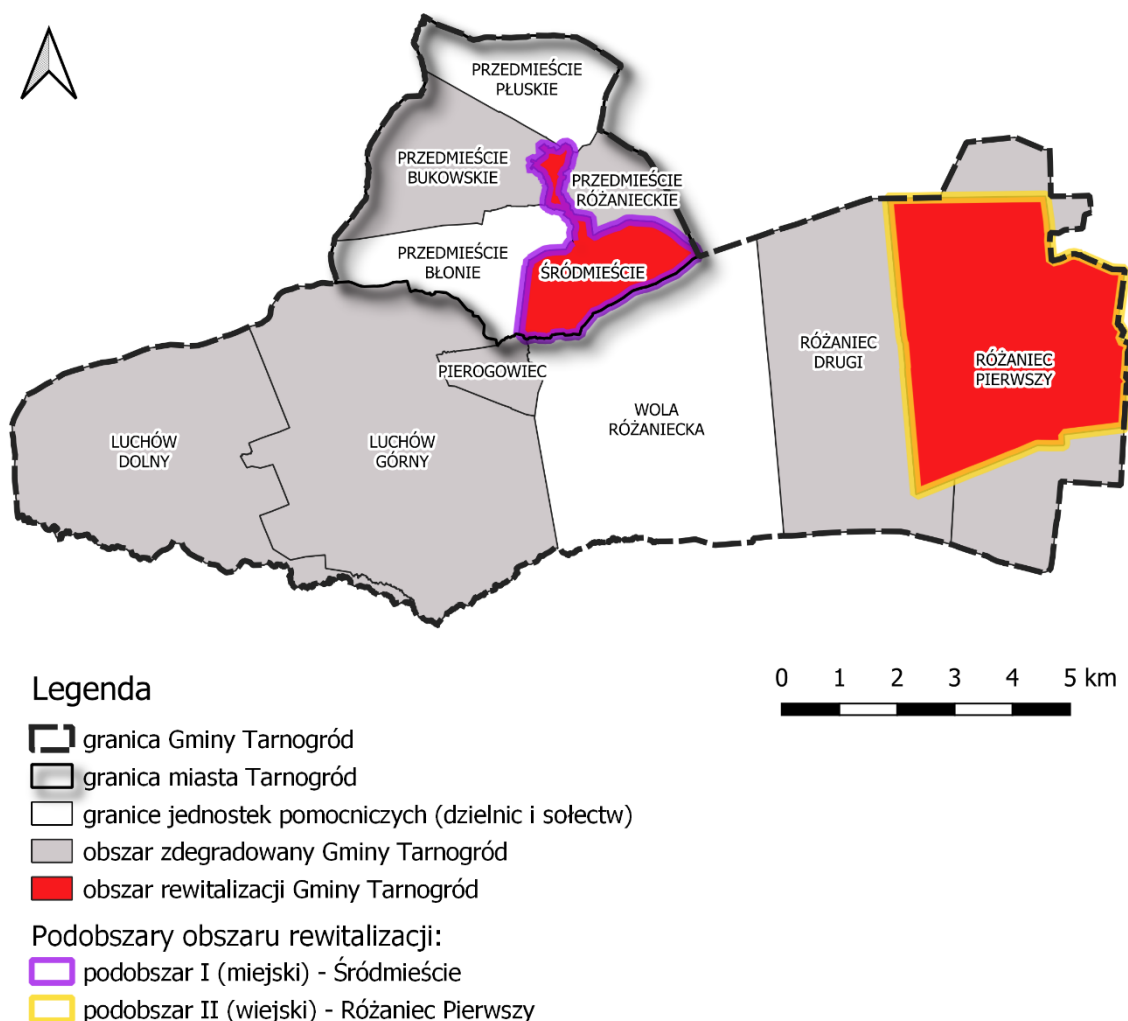 PRZEDMIEŚCIE
PŁUSKIE
PRZEDMIEŚCIE
BUKOWSKIE
PRZEDMIEŚCIE
RÓŻANIECKIE
PRZEDMIEŚCIE
BŁONIE
ŚRÓDMIEŚCIE
PIEROGOWIEC
RÓŻANIEC
DRUGI
RÓŻANIEC
PIERWSZY
WOLA
RÓŻANIECKA
LUCHÓW
DOLNY
LUCHÓW
GÓRNY
Legenda
0 1 2 3 4 5 km
granica Gminy Tarnogród
granica miasta Tarnogród
granice jednostek pomocniczych (dzielnic i sołectw)
obszar zdegradowany Gminy Tarnogród
obszar rewitalizacji Gminy Tarnogród
Podobszary obszaru rewitalizacji:
podobszar I (miejski) - Śródmieście
podobszar II (wiejski) - Różaniec Pierwszy